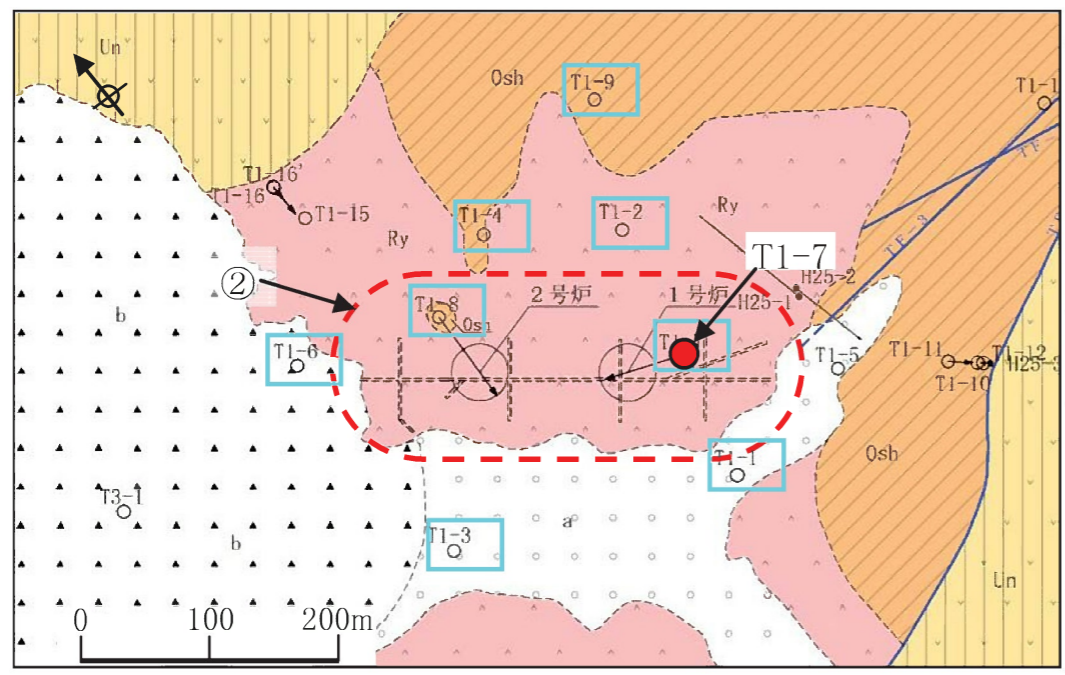 Un
Osh
T1-9
T1-1
TF-
T1-16'
T1-16
T1-15
T1-4
T1-2
Ry
Ry
TF-3
T1-7
②
H25-2
T1-8
2号炉
1号炉
H25-1
Osh
b
T1-6
T1-5
T1-11
T1-12
T1-10
H25-3
Osh
T1-1
T3-1
b
T1-3
a
Un
0
100
200m